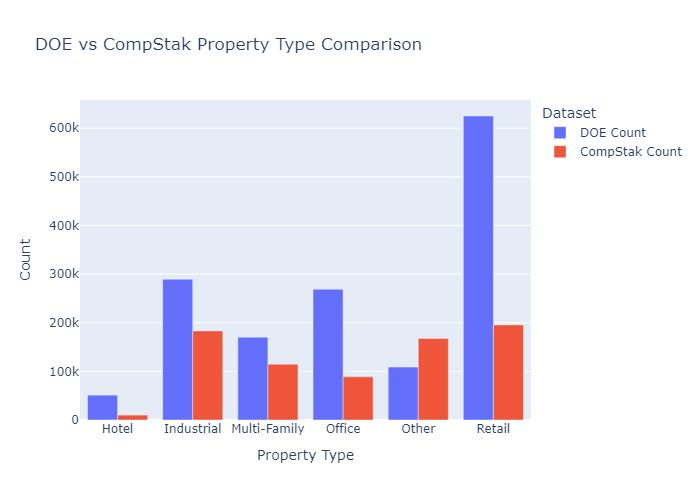 DOE vs CompStak Property Type Comparison
Dataset
DOE Count
CompStak Count
600k
500k
400k
300k
200k
100k
0
Count
Hotel
Industrial
Multi-Family
Office
Other
Retail
Property Type